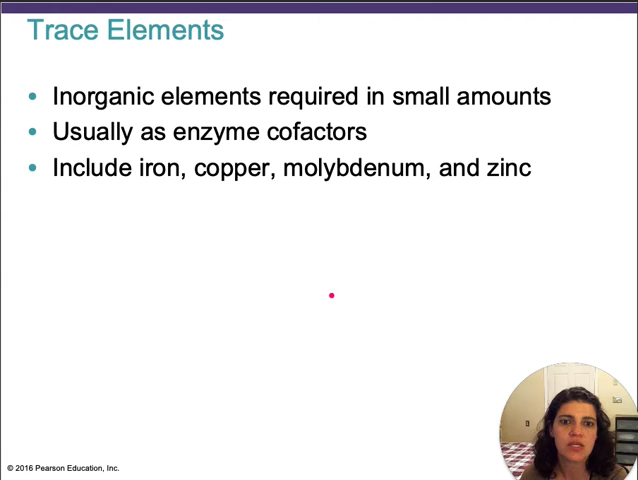 Trace Elements
• Inorganic elements required in small amounts
• Usually as enzyme cofactors
• Include iron, copper, molybdenum, and zinc
© 2016 Pearson Education, Inc.